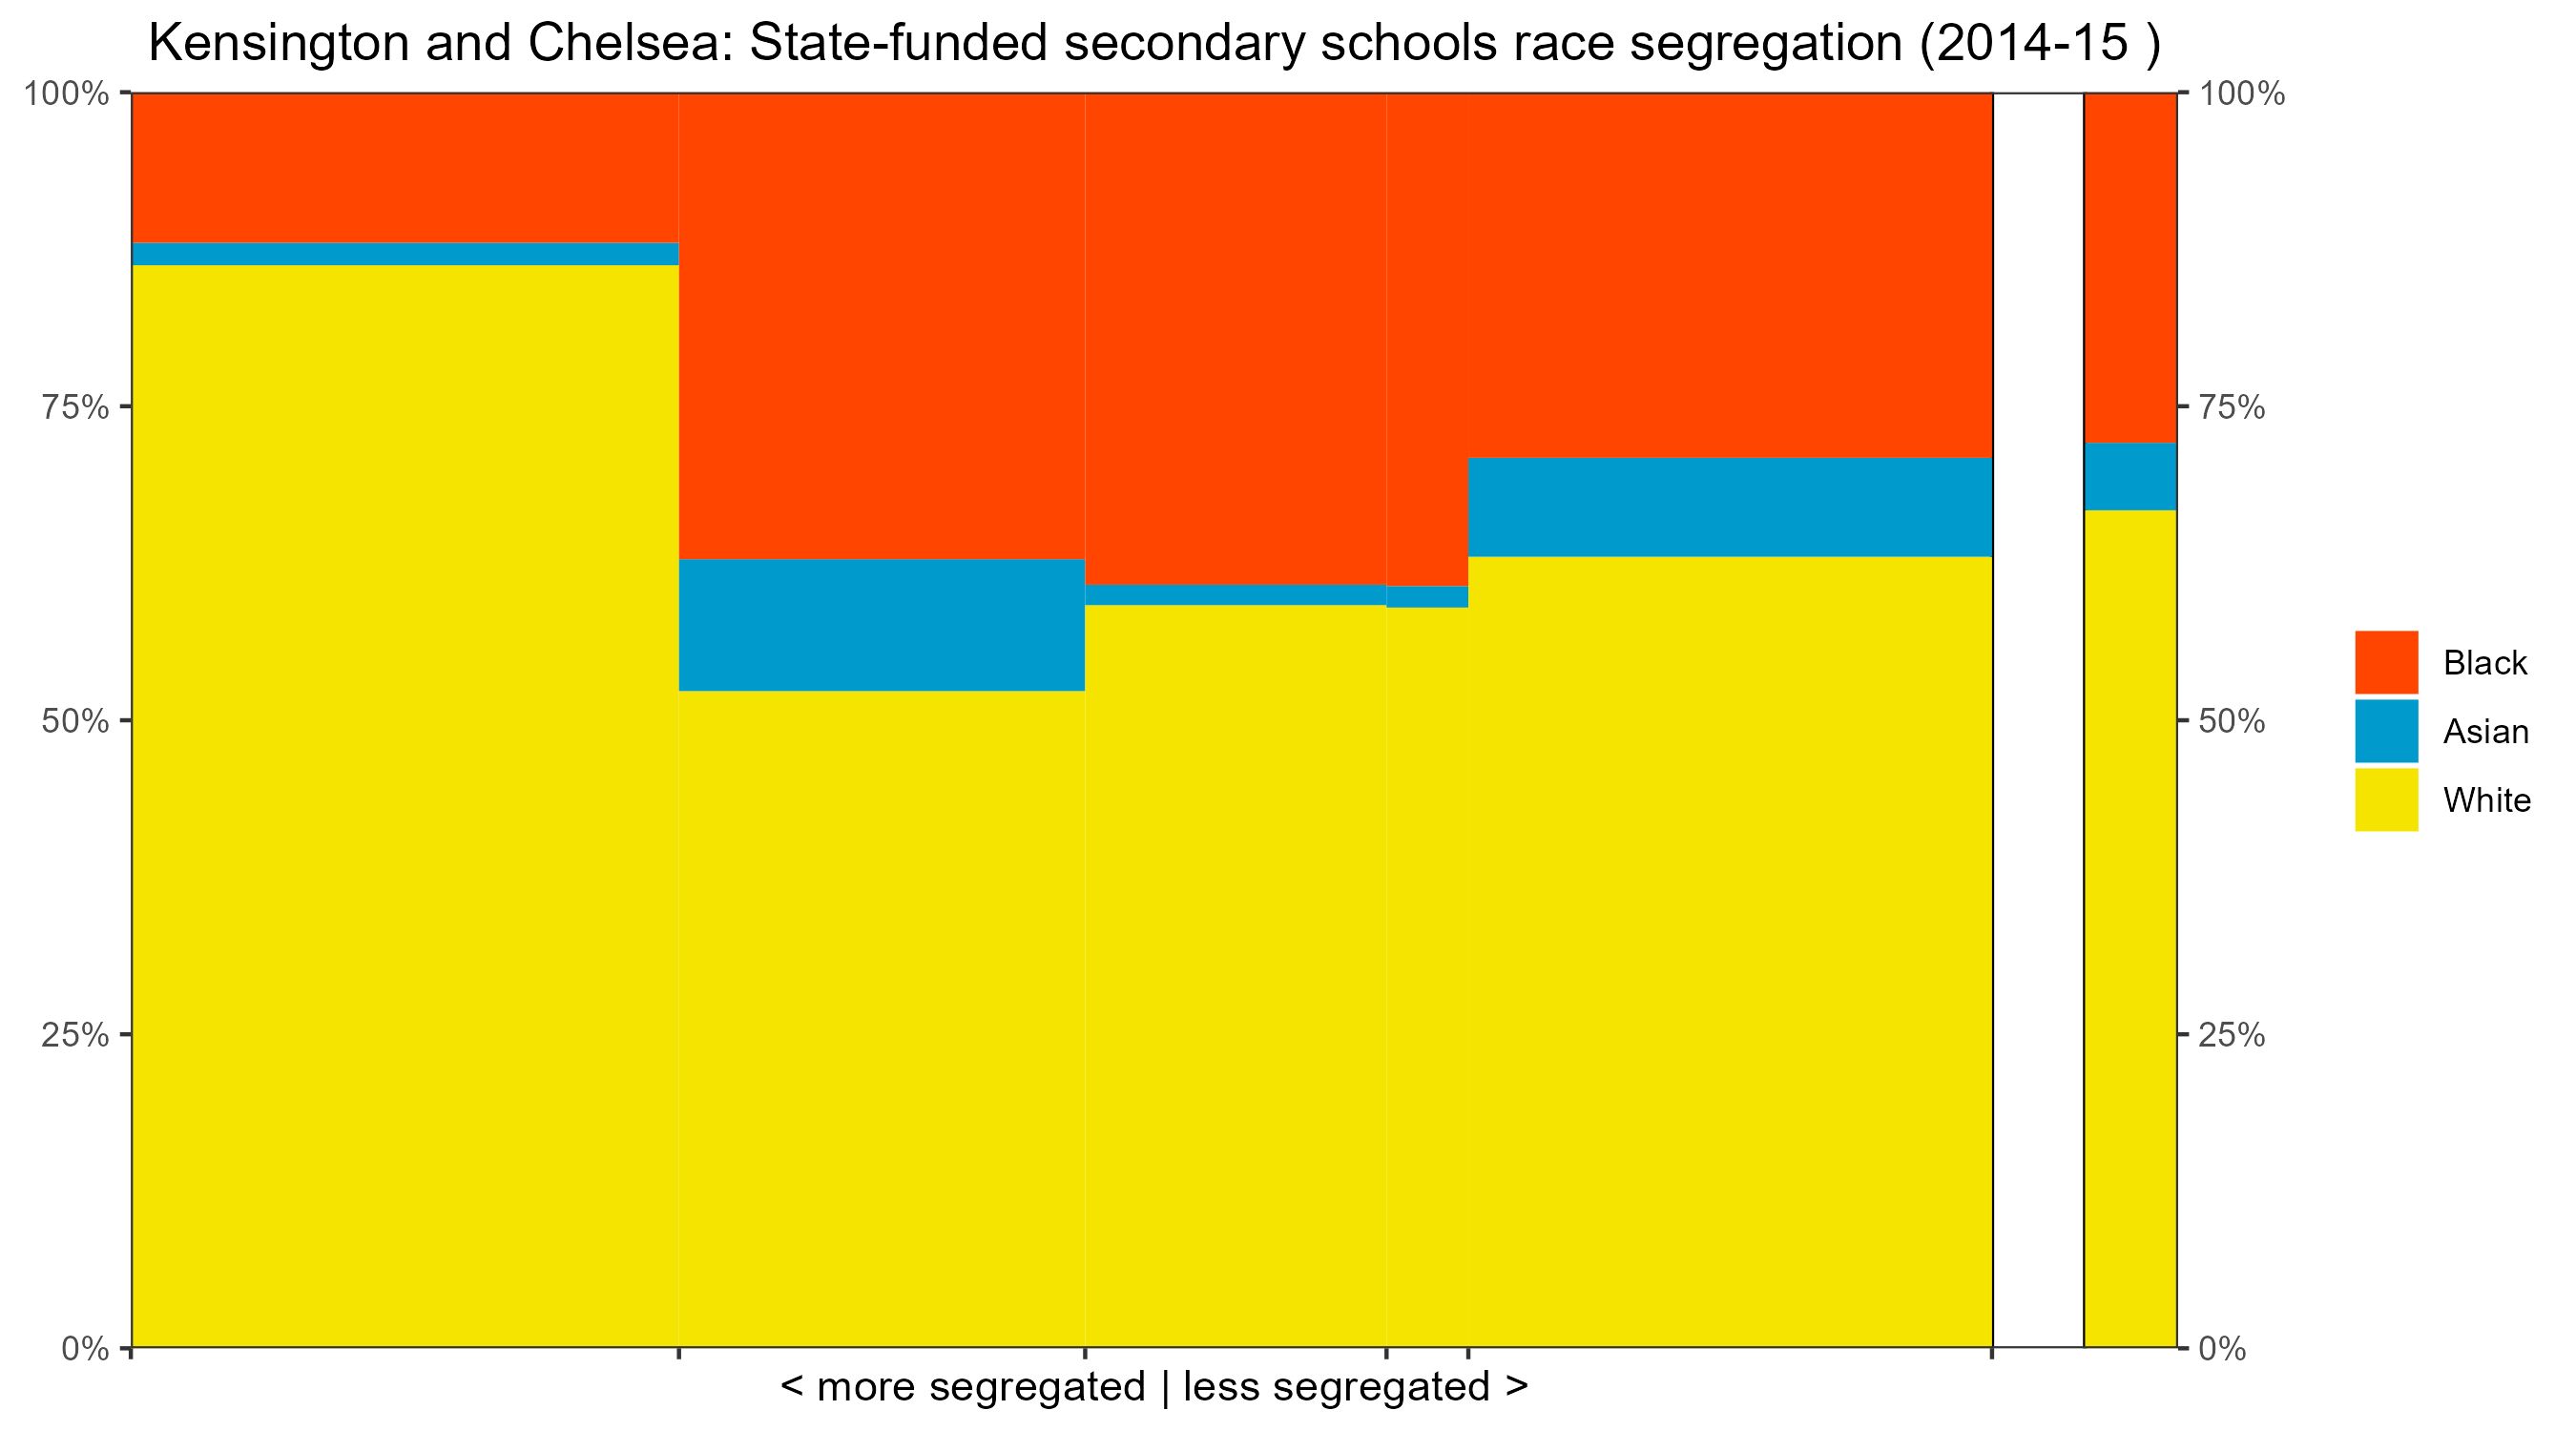 Kensington and Chelsea: State-funded secondary schools race segregation (2014-15 )
100%
75%
50%
25%
0%
100%
75%
50%
25%
0%
Black
Asian
White
< more segregated | less segregated >